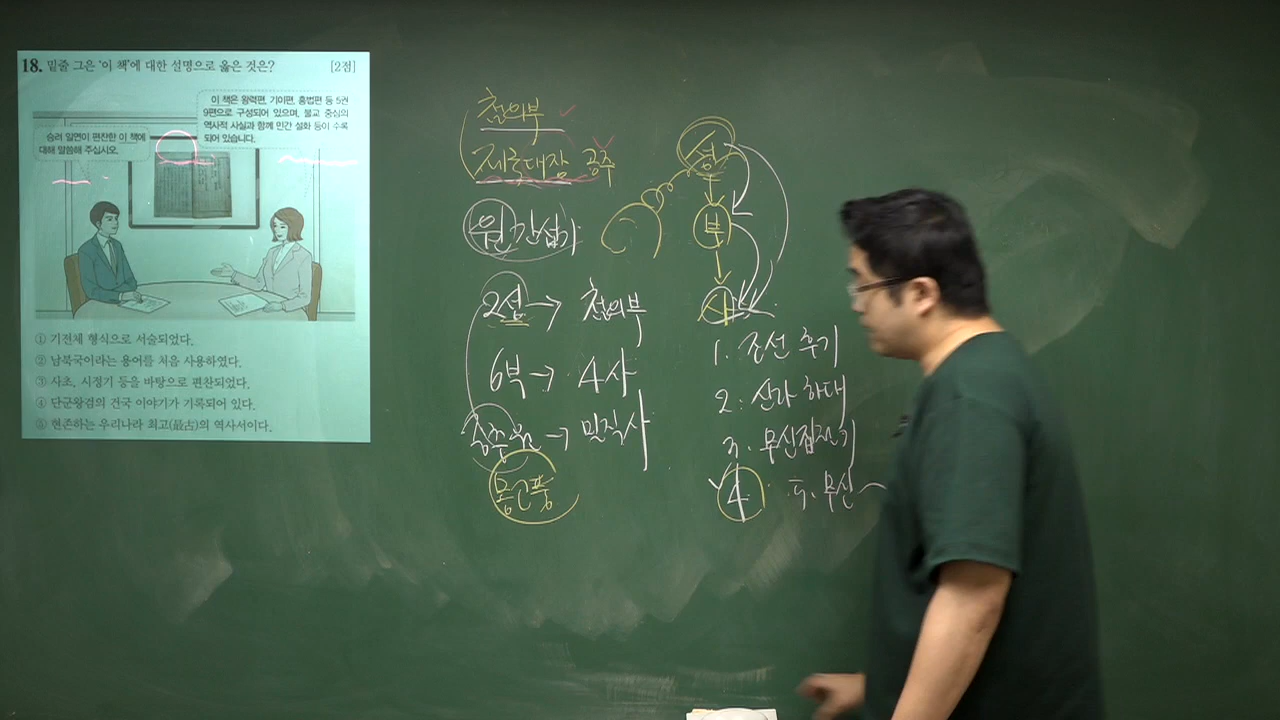 18. 밑줄 그은 '이 책'에 대한 설명으로 옳은 것은? [2점]
이 책은 왕력편, 기이편, 흥법편 등 5권
9편으로 구성되어 있으며, 불교 중심의
역사적 사실과 함께 민간 설화 등이 수록
되어 있습니다.
승려 일연이 편찬한 이 책에
대해 말씀해 주십시오.
① 기전체 형식으로 서술되었다.
② 남북국이라는 용어를 처음 사용하였다.
③ 사초, 시정기 등을 바탕으로 편찬되었다.
④ 단군왕검의 건국 이야기가 기록되어 있다.
⑤ 현존하는 우리나라 최고(最古)의 역사서이다.
첨의부
제국대장 공주
원 간섭기
2성 → 첨의부
6부 → 4사
중추원 → 밀직사
몽고풍
성
부
사
1. 조선 후기
2. 신라 하대
3. 무신집권기
4. 5. 무신~